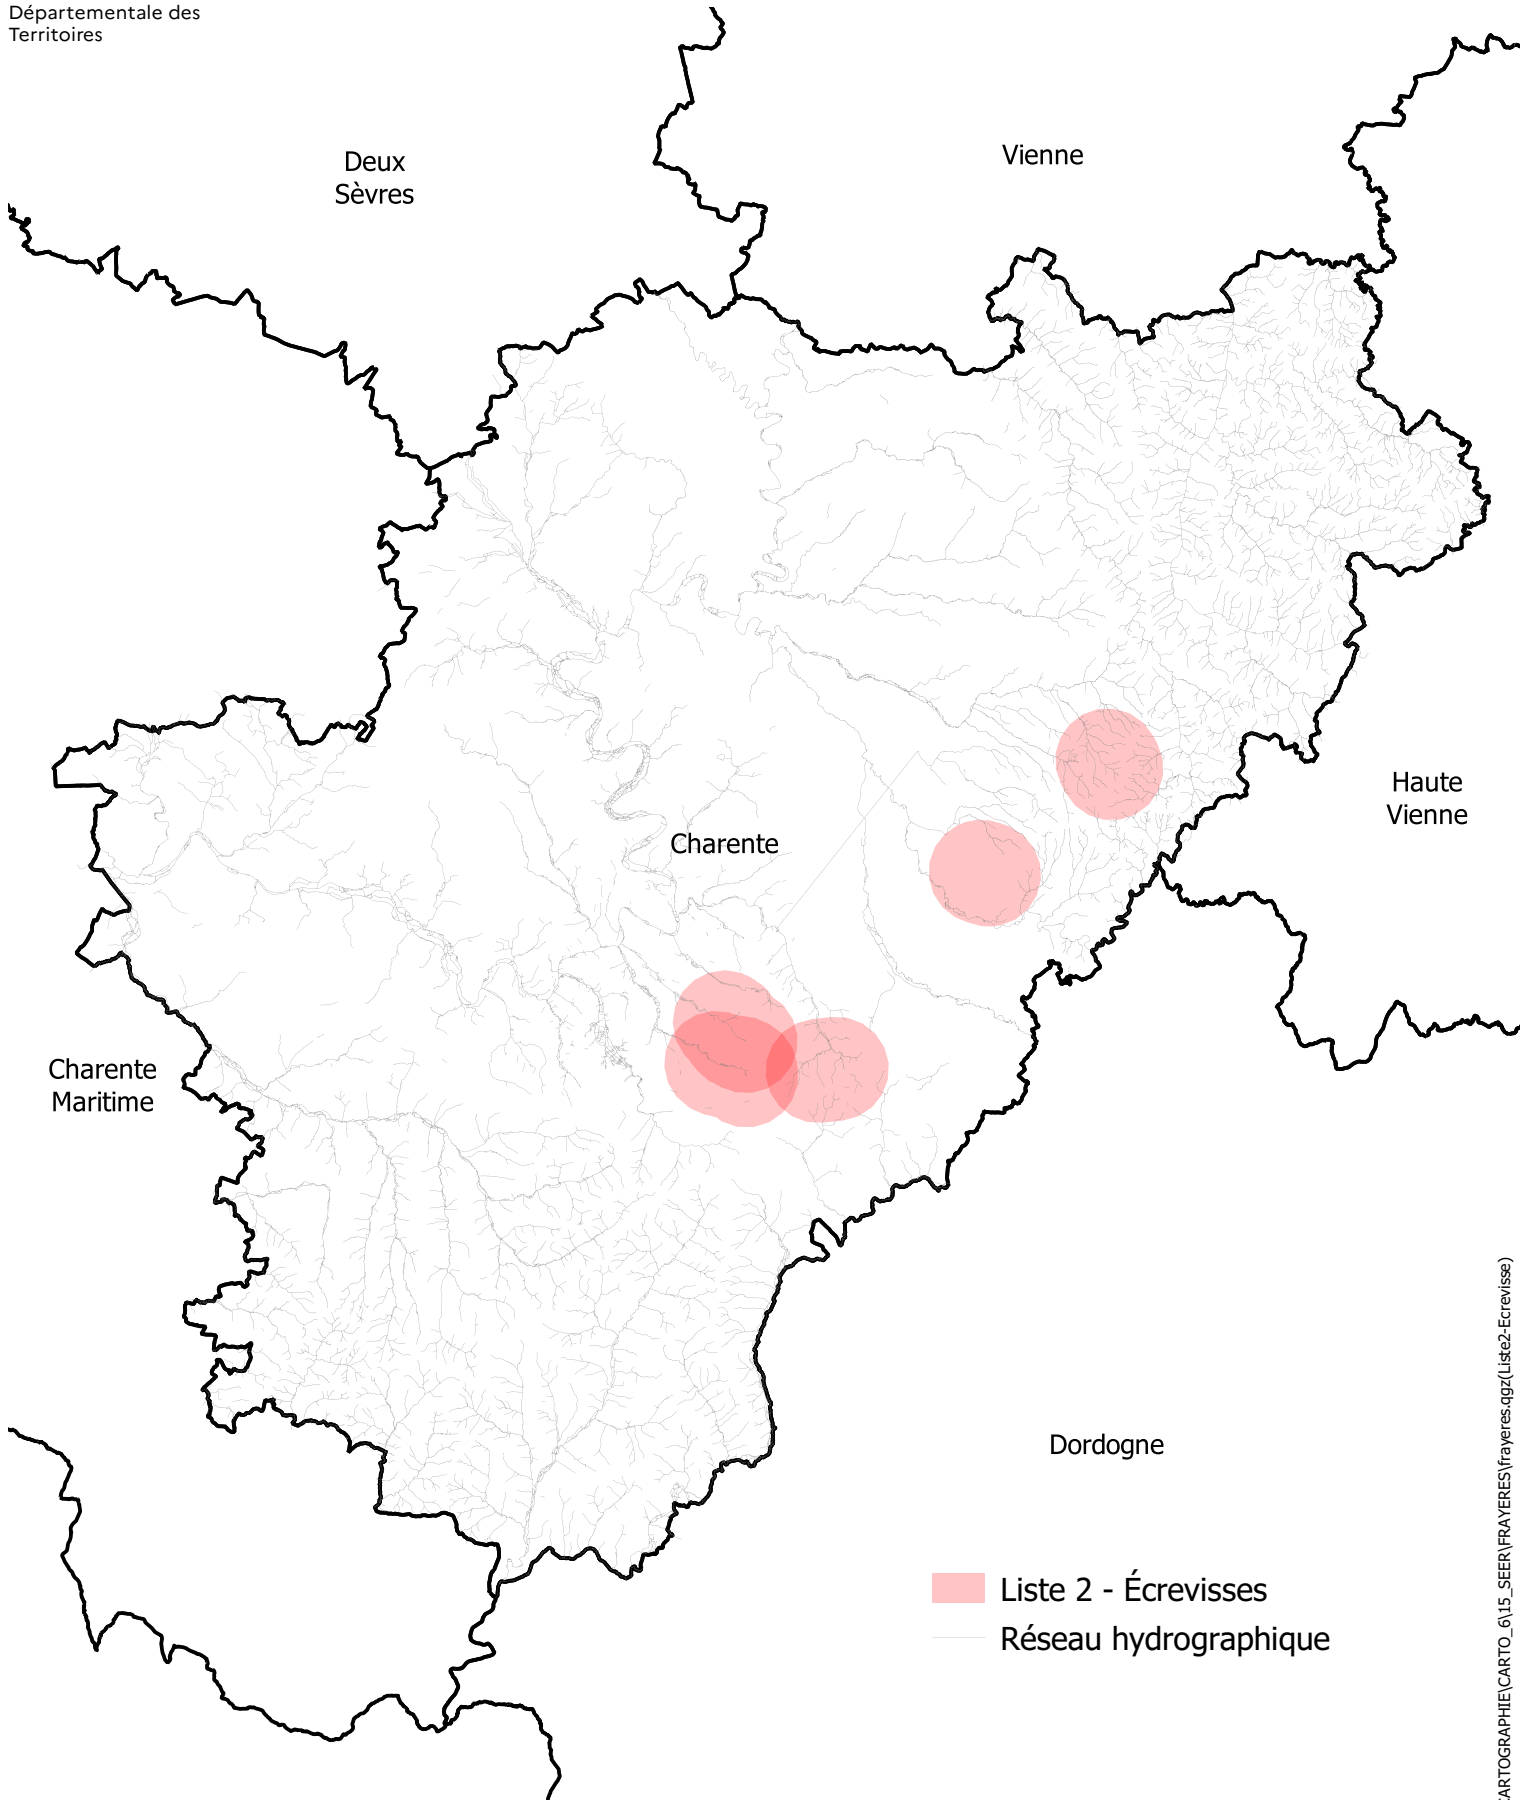 Départementale des
Territoires
Deux
Sèvres
Vienne
Haute
Vienne
Charente
Charente
Maritime
Dordogne
Liste 2 - Écrevisses
Réseau hydrographique
CARTOGRAPHIE\CARTO_6\15_SEER\FRAYERES\frayeres.qgz(Liste2-Ecrevisse)